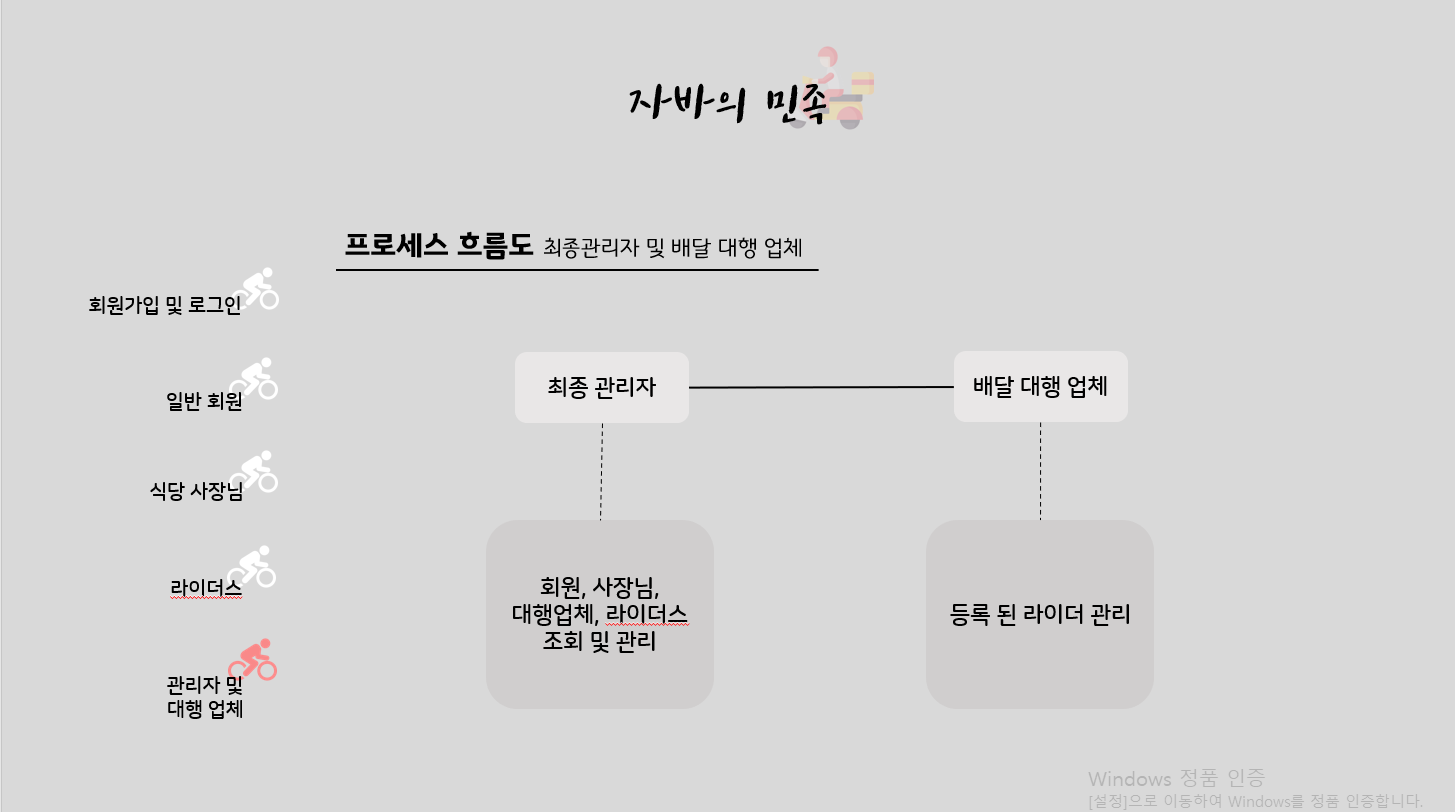 자바의 민족
프로세스 흐름도 최종관리자 및 배달 대행 업체
회원가입 및 로그인
일반 회원
식당 사장님
라이더스
관리자 및
대행 업체
최종 관리자
배달 대행 업체
회원, 사장님,
대행업체, 라이더스
조회 및 관리
등록 된 라이더 관리
Windows 정품 인증
[설정]으로 이동하여 Windows를 정품 인증합니다.